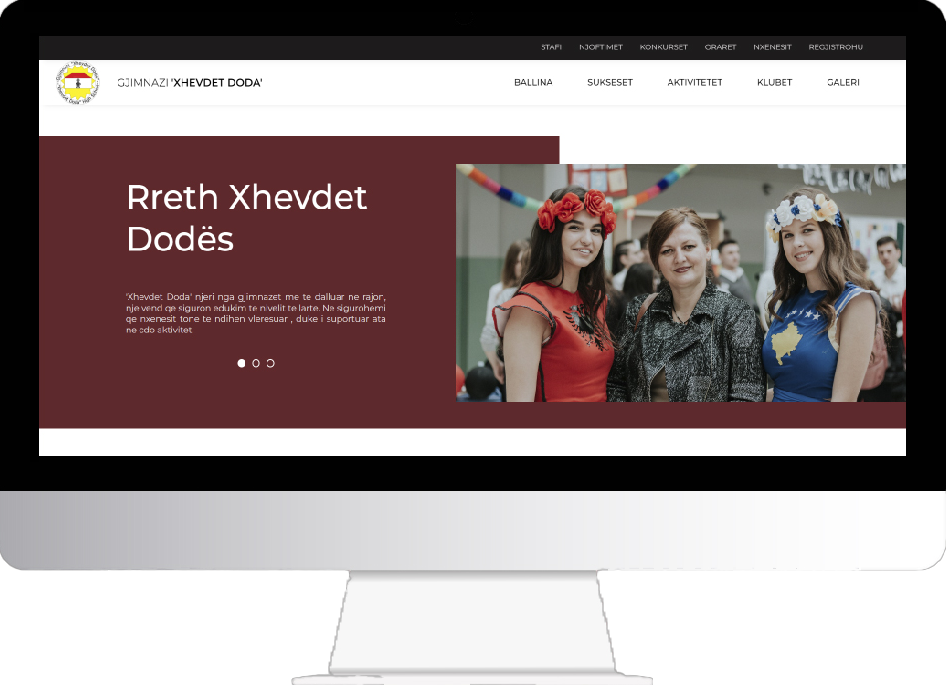 STAFI NJOFTIMET KONKURSET ORARET NXENESIT REGJISTROHU
GJIMNAZI 'XHEVDET DODA'
BALLINA SUKSESET AKTIVITETET KLUBET GALERI
Rreth Xhevdet
Dodës
'Xhevdet Doda' njeri nga gjimnazet me te dalluar ne rajon,
nje vend qe siguron edukim te nivelit te larte. Ne sigurohemi
qe nxenesit tone te ndihen vleresuar , duke i suportuar ata
ne cdo aktivitet